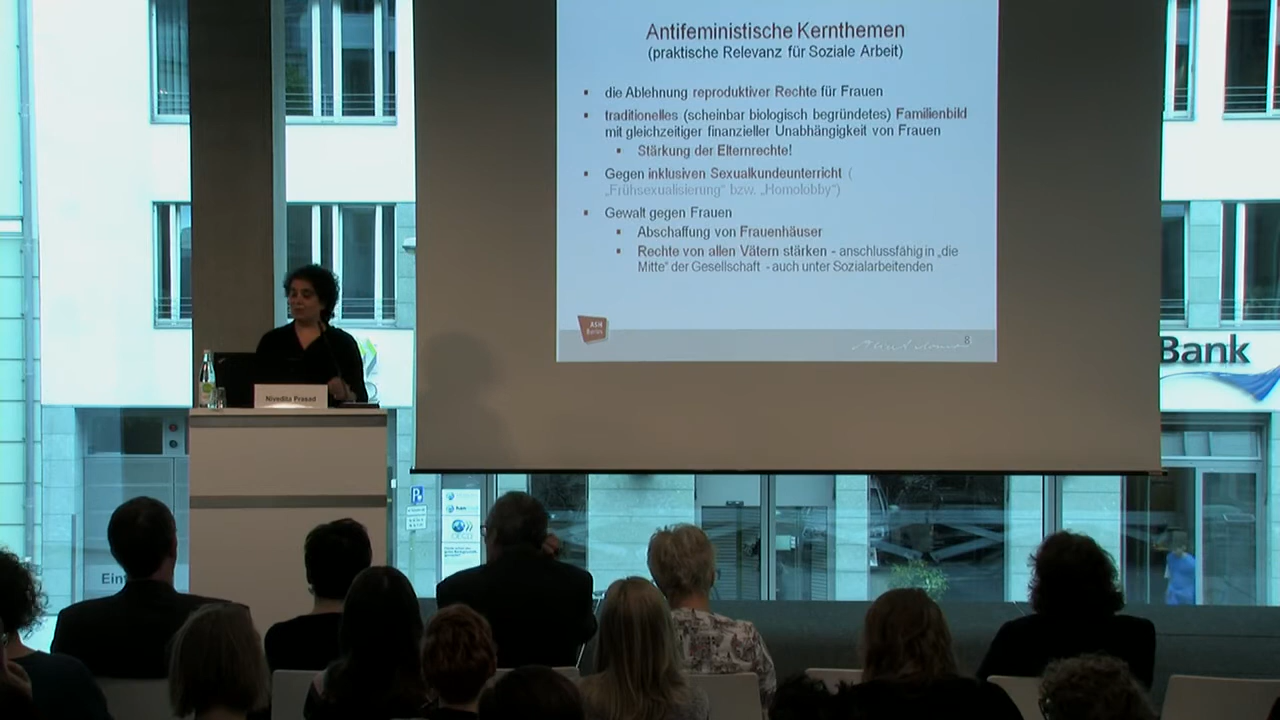 Antifeministische Kernthemen
(praktische Relevanz für Soziale Arbeit)
▪ die Ablehnung reproduktiver Rechte für Frauen
▪ traditionelles (scheinbar biologisch begründetes) Familienbild
mit gleichzeitiger finanzieller Unabhängigkeit von Frauen
▪ Stärkung der Elternrechte!
▪ Gegen inklusiven Sexualkundeunterricht (
„Frühsexualisierung“ bzw. „Homolobby“)
▪ Gewalt gegen Frauen
▪ Abschaffung von Frauenhäuser
▪ Rechte von allen Vätern stärken - anschlussfähig in „die
Mitte“ der Gesellschaft - auch unter Sozialarbeitenden
ASH
Berlin
8
Bank
Nivedita Prasad
P